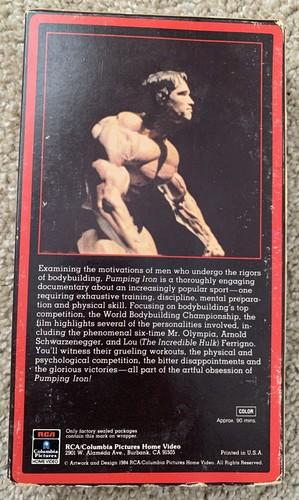 Examining the motivations of men who undergo the rigors
of bodybuilding, Pumping Iron is a thoroughly engaging
documentary about an increasingly popular sport—one
requiring exhaustive training, discipline, mental prepara-
tion and physical skill. Focusing on bodybuilding's top
competition, the World Bodybuilding Championship, the
film highlights several of the personalities involved, in-
cluding the phenomenal six-time Mr. Olympia, Arnold
Schwarzenegger, and Lou (The Incredible Hulk) Ferrigno.
You'll witness their grueling workouts, the physical and
psychological competition, the bitter disappointments and
the glorious victories—all part of the artful obsession of
Pumping Iron!
COLOR
Approx. 90 mins.
RCA
Columbia
Pictures
HOME VIDEO
Only factory sealed packages
contain this mark on wrapper.
RCA/Columbia Pictures Home Video
2901 W. Alameda Ave., Burbank, CA 91505
Printed in U.S.A.
© Artwork and Design 1984 RCA/Columbia Pictures Home Video. All Rights Reserved.